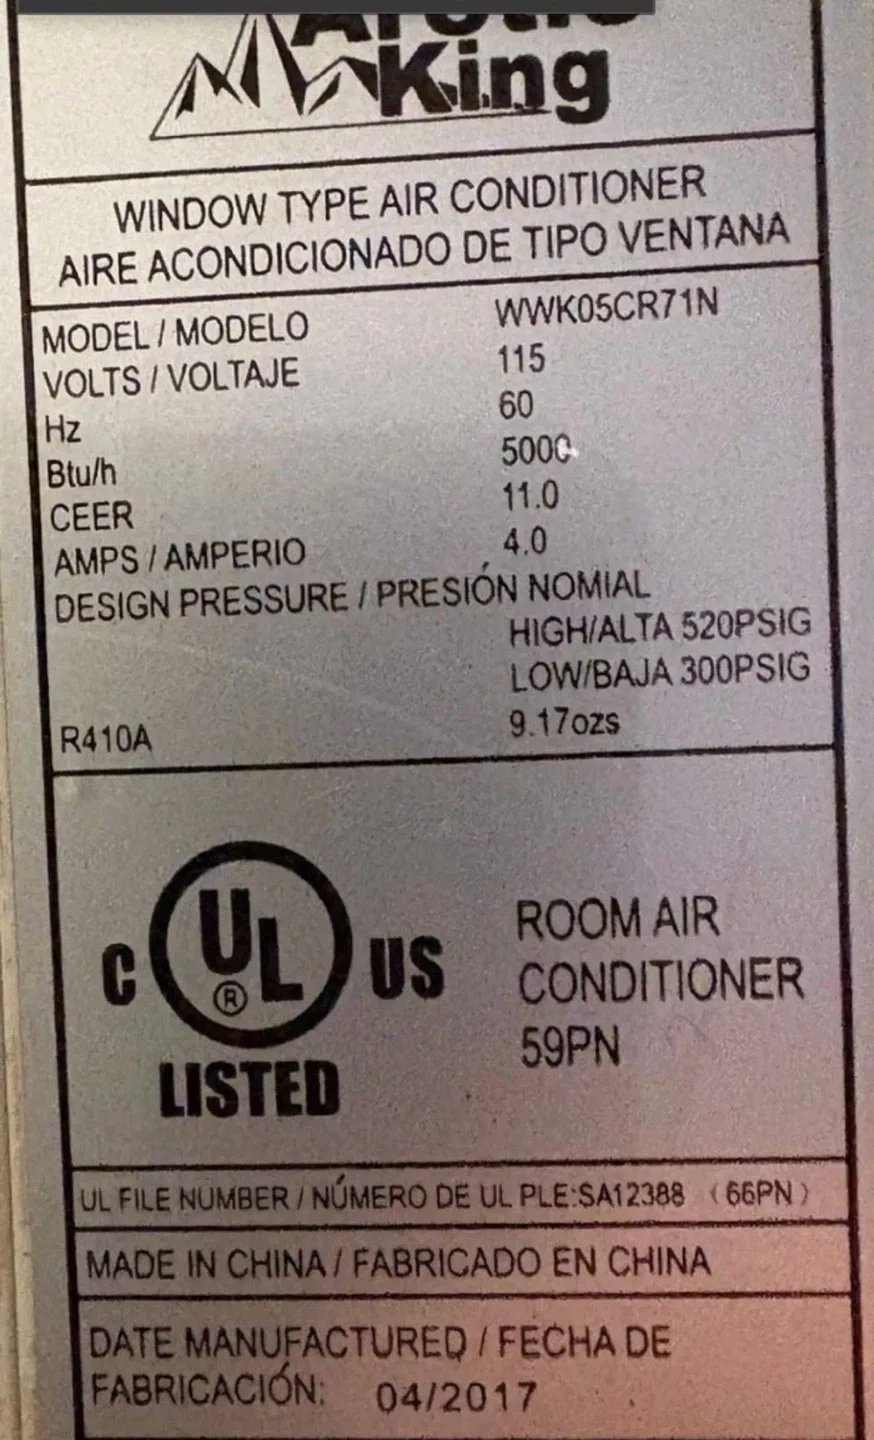 Arctic
King
WINDOW TYPE AIR CONDITIONER
AIRE ACONDICIONADO DE TIPO VENTANA
MODEL / MODELO WWK05CR71N
VOLTS / VOLTAJE 115
Hz 60
Btu/h 5000
CEER 11.0
AMPS / AMPERIO 4.0
DESIGN PRESSURE / PRESIÓN NOMIAL
HIGH/ALTA 520PSIG
LOW/BAJA 300PSIG
R410A 9.17ozs
C UL ® US
LISTED
ROOM AIR
CONDITIONER
59PN
UL FILE NUMBER / NÚMERO DE UL PLE:SA12388 (66PN)
MADE IN CHINA / FABRICADO EN CHINA
DATE MANUFACTURED / FECHA DE
FABRICACIÓN: 04/2017